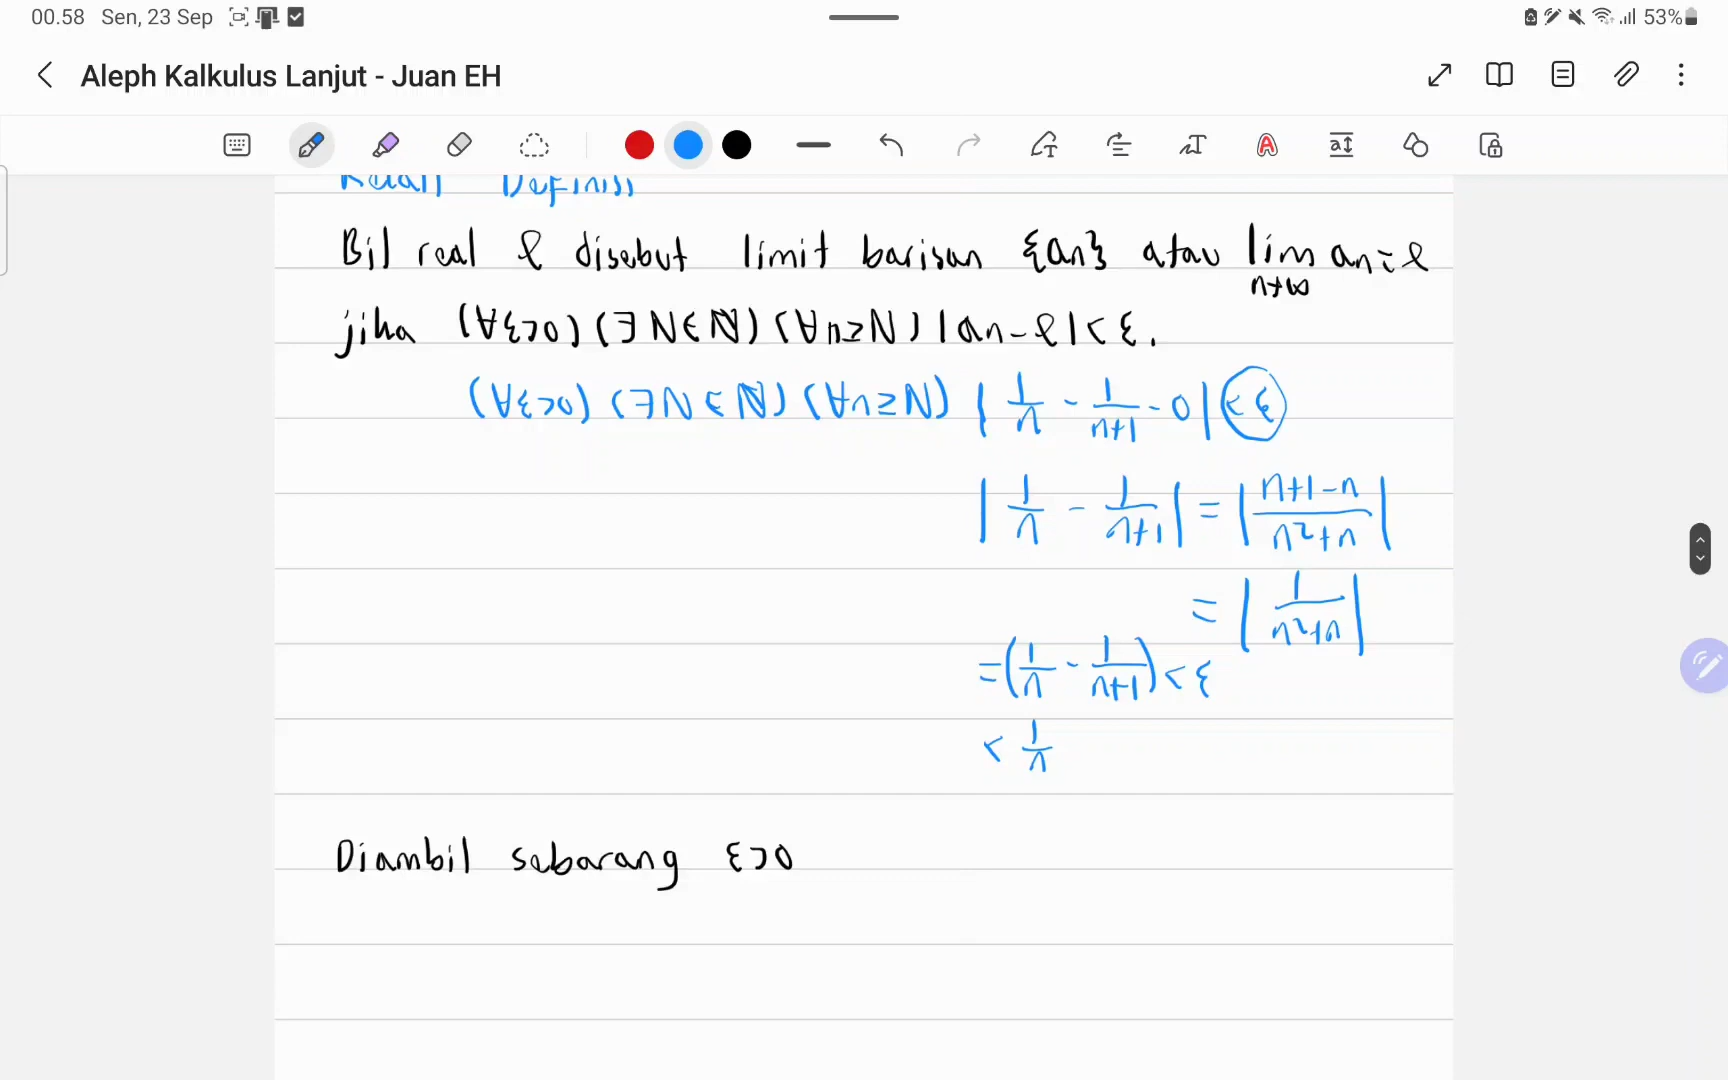 00.58 Sen, 23 Sep 53%
Aleph Kalkulus Lanjut - Juan EH
Recall Definisi
Bil real ℓ disebut limit barisan {an} atau lim an = ℓ
n→∞
jika (∀ε>0) (∃N∈ℕ) (∀n≥N) |an - ℓ| < ε.
(∀ε>0) (∃N∈ℕ) (∀n≥N) | 1/n - 1/(n+1) - 0 | < ε
| 1/n - 1/(n+1) | = | (n+1-n)/(n²+n) |
= | 1/(n²+n) |
= (1/n - 1/(n+1)) < ε
< 1/n
Diambil sebarang ε>0